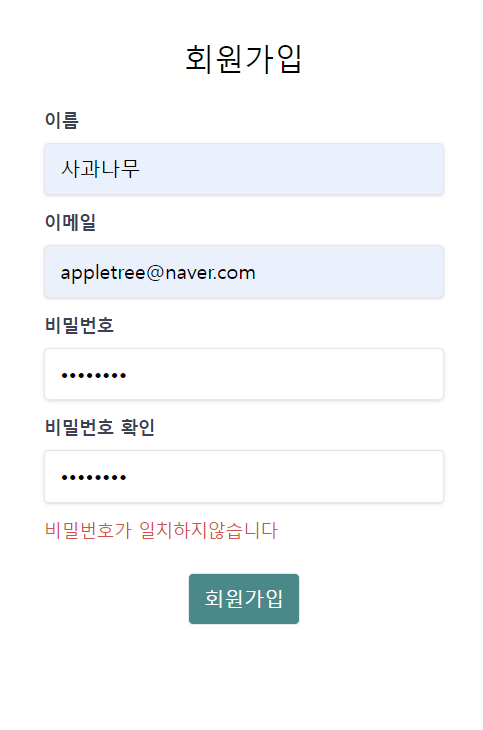 회원가입
이름
사과나무
이메일
appletree@naver.com
비밀번호
••••••••
비밀번호 확인
••••••••
비밀번호가 일치하지않습니다
회원가입